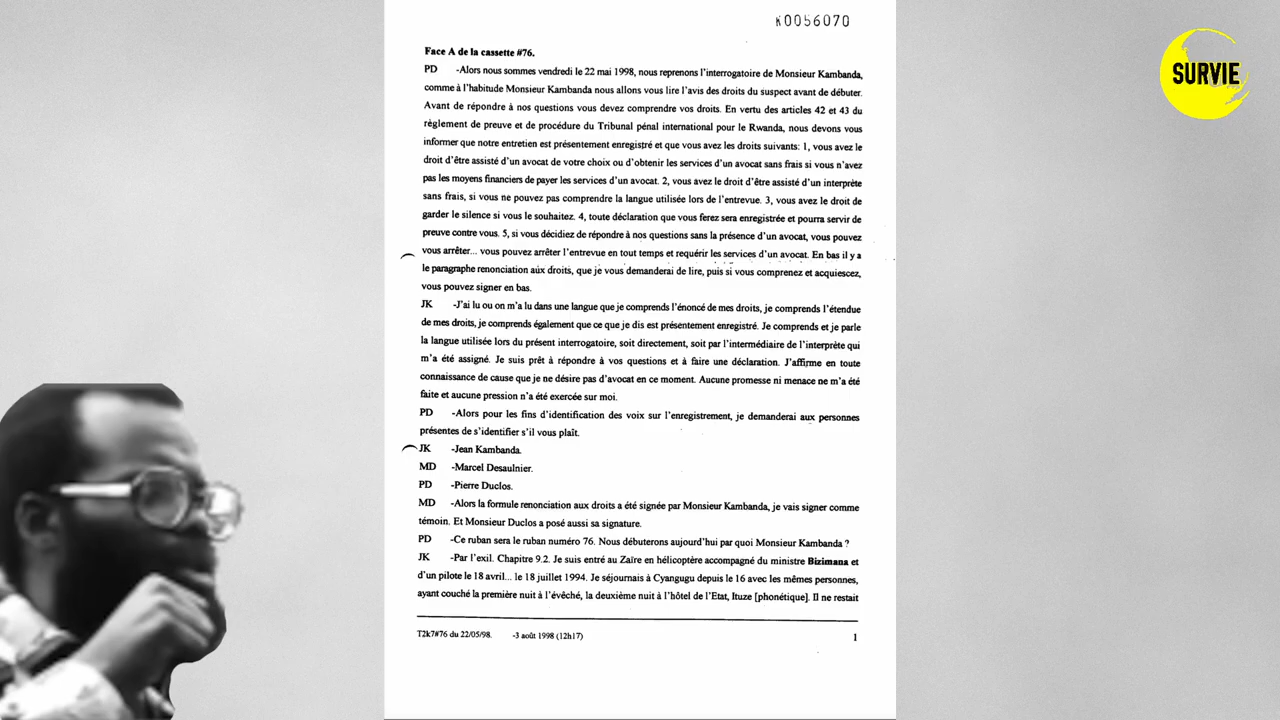 K0056070
SURVIE
Face A de la cassette #76.
PD -Alors nous sommes vendredi le 22 mai 1998, nous reprenons l'interrogatoire de Monsieur Kambanda,
comme à l'habitude Monsieur Kambanda nous allons vous lire l'avis des droits du suspect avant de débuter.
Avant de répondre à nos questions vous devez comprendre vos droits. En vertu des articles 42 et 43 du
règlement de preuve et de procédure du Tribunal pénal international pour le Rwanda, nous devons vous
informer que notre entretien est présentement enregistré et que vous avez les droits suivants: 1, vous avez le
droit d'être assisté d'un avocat de votre choix ou d'obtenir les services d'un avocat sans frais si vous n'avez
pas les moyens financiers de payer les services d'un avocat. 2, vous avez le droit d'être assisté d'un interprète
sans frais, si vous ne pouvez pas comprendre la langue utilisée lors de l'entrevue. 3, vous avez le droit de
garder le silence si vous le souhaitez. 4, toute déclaration que vous ferez sera enregistrée et pourra servir de
preuve contre vous. 5, si vous décidiez de répondre à nos questions sans la présence d'un avocat, vous pouvez
vous arrêter... vous pouvez arrêter l'entrevue en tout temps et requérir les services d'un avocat. En bas il y a
le paragraphe renonciation aux droits, que je vous demanderai de lire, puis si vous comprenez et acquiescez,
vous pouvez signer en bas.
JK -J'ai lu ou on m'a lu dans une langue que je comprends l'énoncé de mes droits, je comprends l'étendue
de mes droits, je comprends également que ce que je dis est présentement enregistré. Je comprends et je parle
la langue utilisée lors du présent interrogatoire, soit directement, soit par l'intermédiaire de l'interprète qui
m'a été assigné. Je suis prêt à répondre à vos questions et à faire une déclaration. J'affirme en toute
connaissance de cause que je ne désire pas d'avocat en ce moment. Aucune promesse ni menace ne m'a été
faite et aucune pression n'a été exercée sur moi.
PD -Alors pour les fins d'identification des voix sur l'enregistrement, je demanderai aux personnes
présentes de s'identifier s'il vous plaît.
JK -Jean Kambanda.
MD -Marcel Desaulnier.
PD -Pierre Duclos.
MD -Alors la formule renonciation aux droits a été signée par Monsieur Kambanda, je vais signer comme
témoin. Et Monsieur Duclos a posé aussi sa signature.
PD -Ce ruban sera le ruban numéro 76. Nous débuterons aujourd'hui par quoi Monsieur Kambanda ?
JK -Par l'exil. Chapitre 9.2. Je suis entré au Zaïre en hélicoptère accompagné du ministre Bizimana et
d'un pilote le 18 avril... le 18 juillet 1994. Je séjournais à Cyangugu depuis le 16 avec les mêmes personnes,
ayant couché la première nuit à l'évêché, la deuxième nuit à l'hôtel de l'Etat, Ituze [phonétique]. Il ne restait
T2k7#76 du 22/05/98. -3 août 1998 (12h17) 1